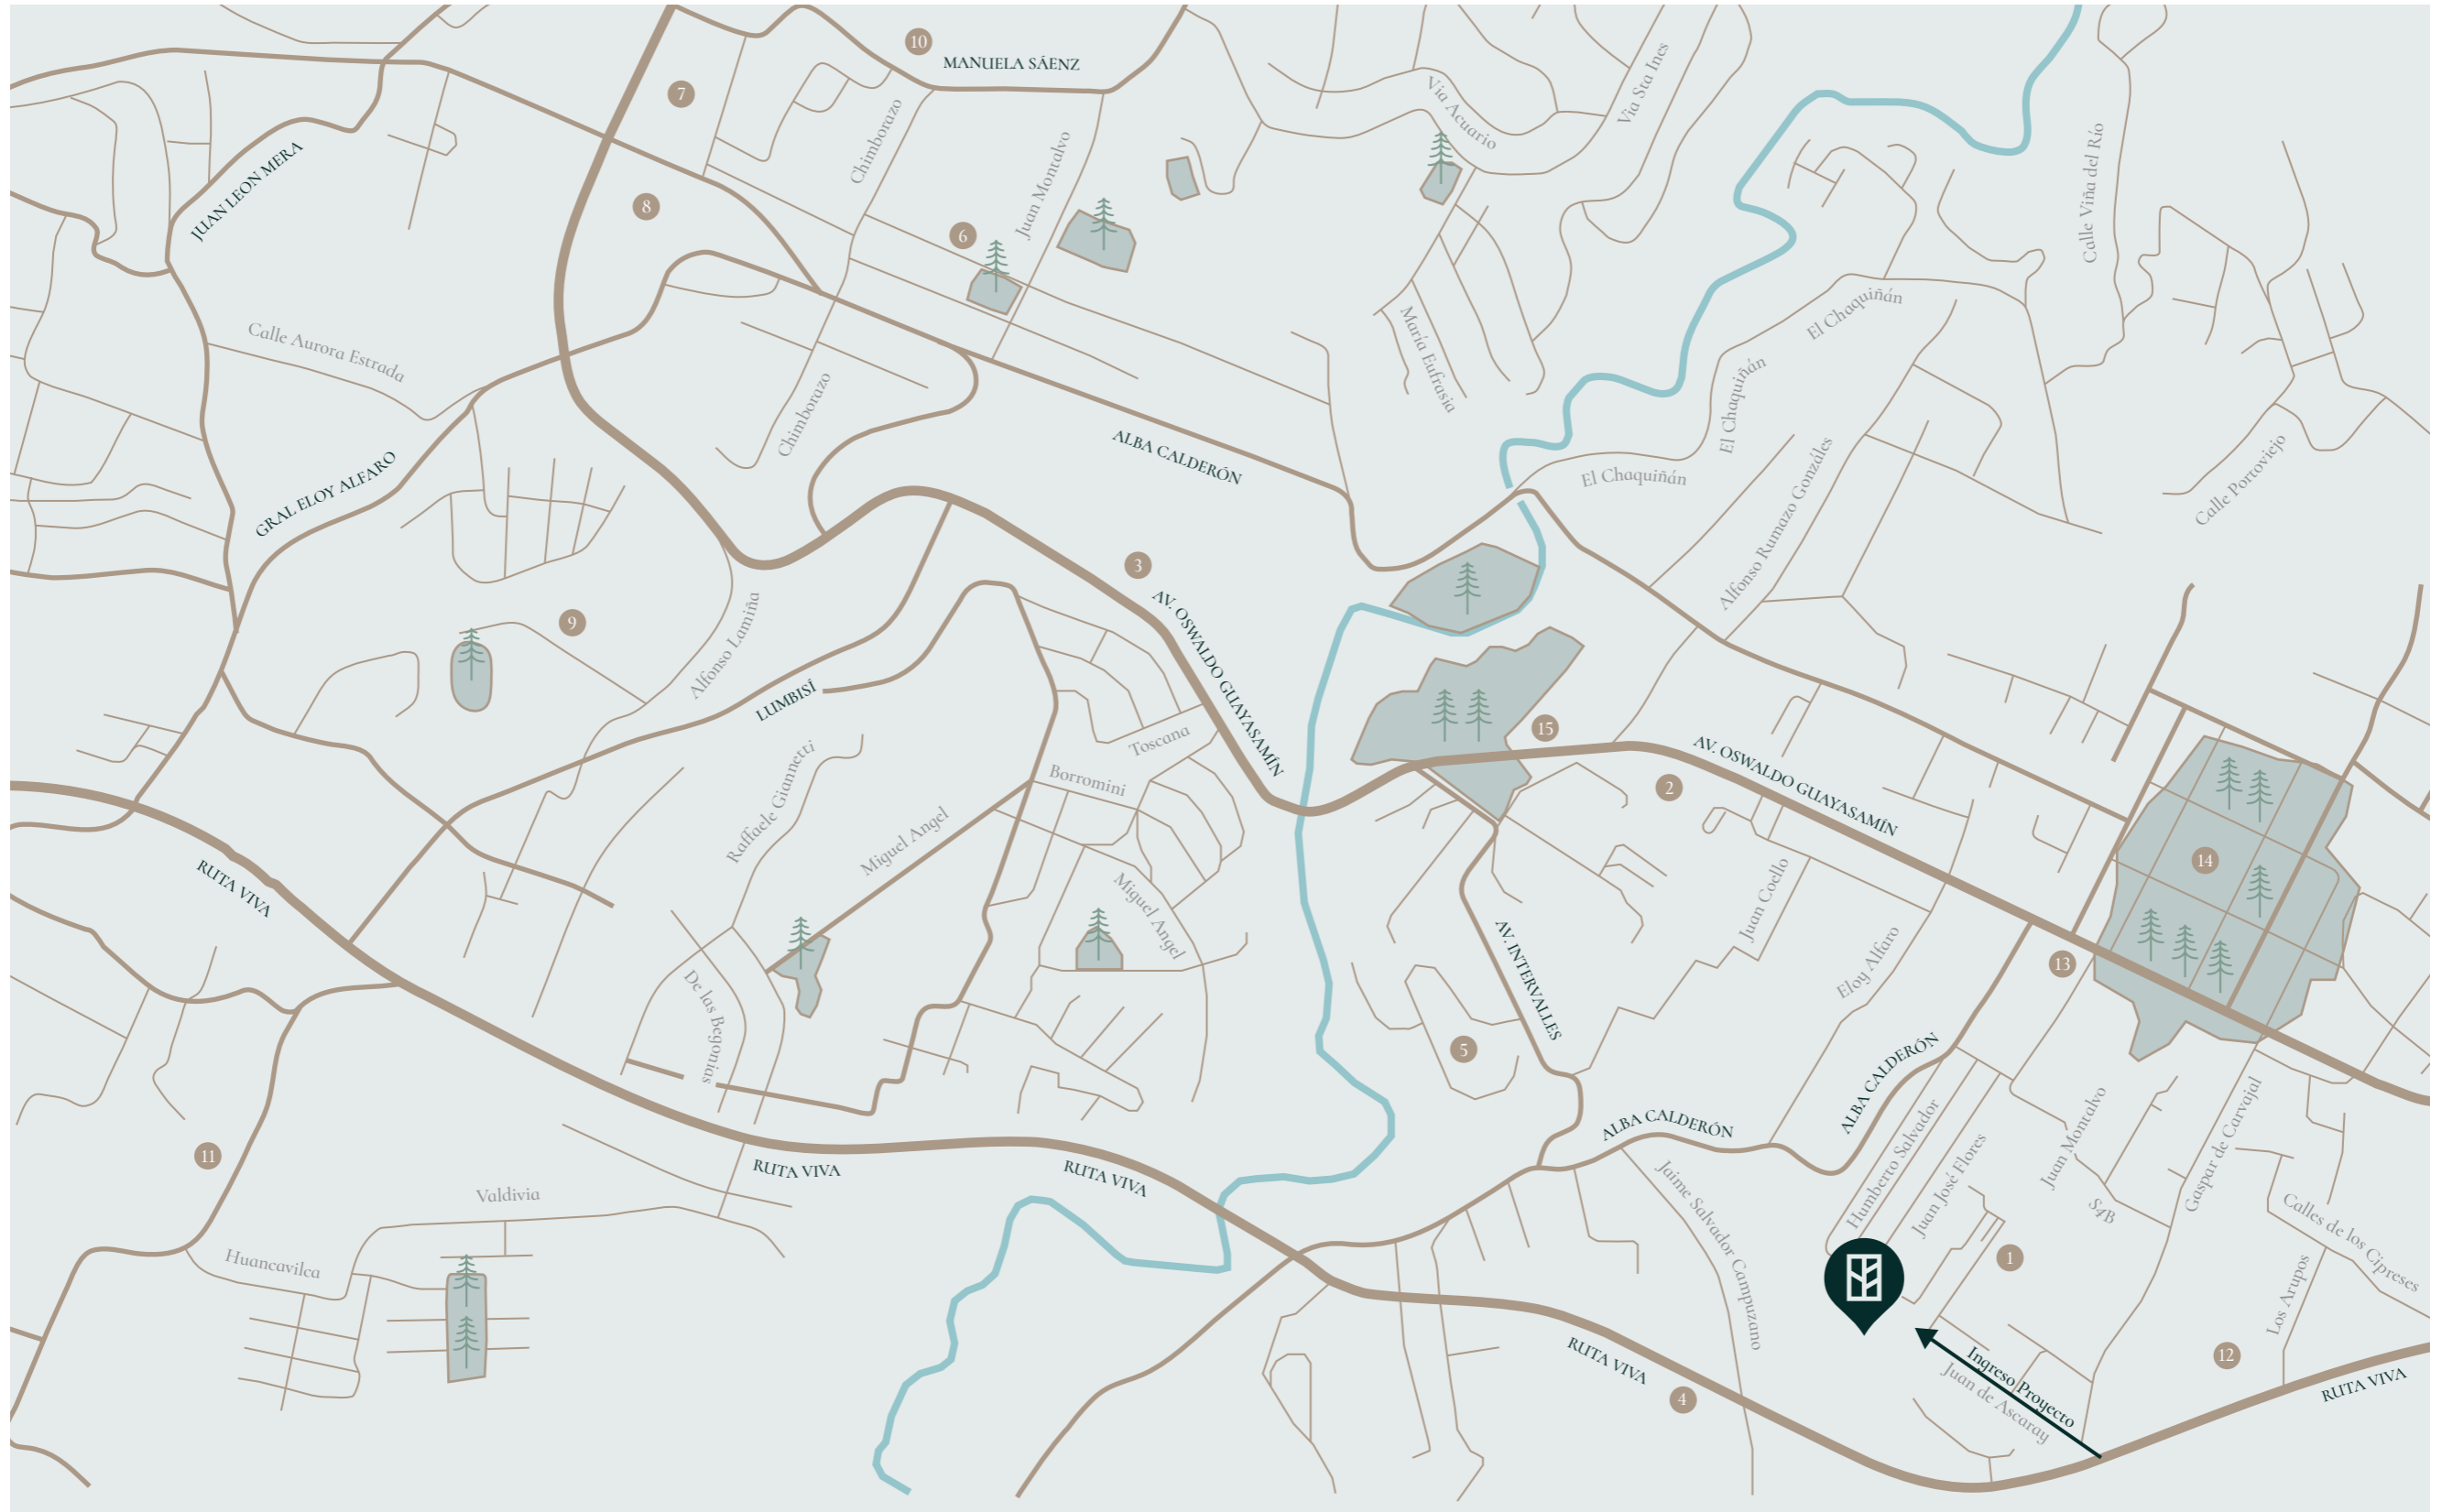 10
MANUELA SÁENZ
7
Chimborazo
Juan Montalvo
Via Acuario
Via Sta Ines
Calle Viña del Río
JUAN LEON MERA
8
6
Calle Aurora Estrada
María Eufrasia
El Chaquiñán
El Chaquiñán
El Chaquiñán
Chimborazo
ALBA CALDERÓN
GRAL ELOY ALFARO
Alfonso Rumazo Gonzáles
Calle Portoviejo
3
AV. OSWALDO GUAYASAMÍN
9
Alfonso Lamiña
LUMBISÍ
Toscana
Borromini
15
2
AV. OSWALDO GUAYASAMÍN
Raffaele Giannetti
Miguel Angel
Miguel Angel
RUTA VIVA
14
Juan Coello
Eloy Alfaro
AV. INTERVALLES
13
De las Begonias
5
ALBA CALDERÓN
ALBA CALDERÓN
Humberto Salvador
Juan José Flores
Juan Montalvo
S4B
Gaspar de Carvajal
11
RUTA VIVA
RUTA VIVA
Valdivia
Huancavilca
Jaime Salvador Campuzano
1
Calles de los Cipreses
Los Arupos
12
RUTA VIVA
4
Ingreso Proyecto
Juan de Ascaray
RUTA VIVA